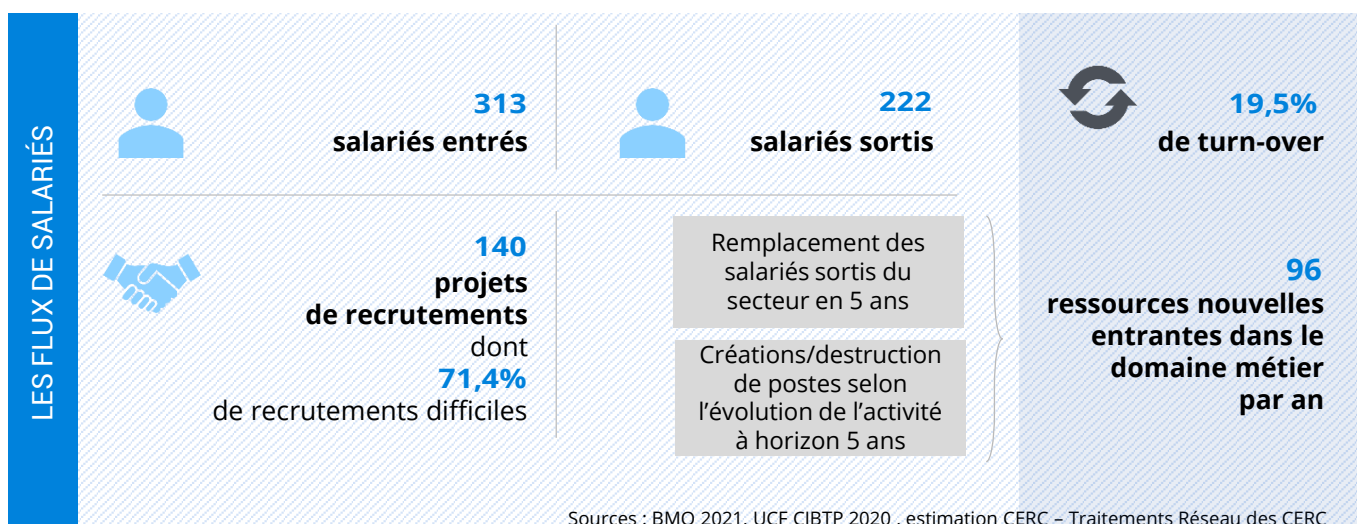 LES FLUX DE SALARIÉS
313
salariés entrés
222
salariés sortis
19,5%
de turn-over
140
projets
de recrutements
dont
71,4%
de recrutements difficiles
Remplacement des
salariés sortis du
secteur en 5 ans
Créations/destruction
de postes selon
l'évolution de l'activité
à horizon 5 ans
96
ressources nouvelles
entrantes dans le
domaine métier
par an
Sources : BMO 2021, UCF CIBTP 2020 , estimation CERC – Traitements Réseau des CERC